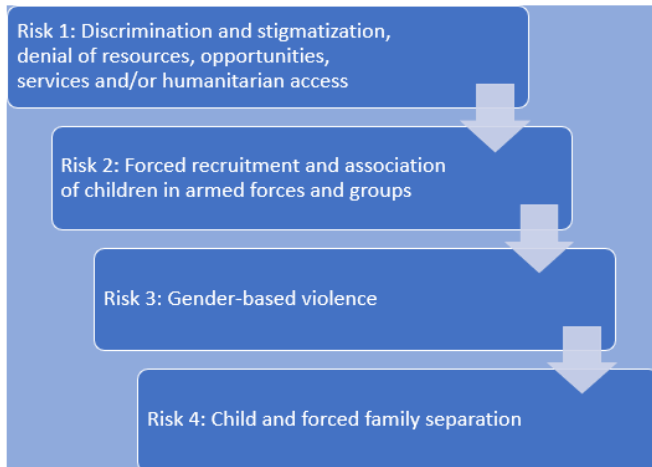 Risk 1: Discrimination and stigmatization,
denial of resources, opportunities,
services and/or humanitarian access
Risk 2: Forced recruitment and association
of children in armed forces and groups
Risk 3: Gender-based violence
Risk 4: Child and forced family separation